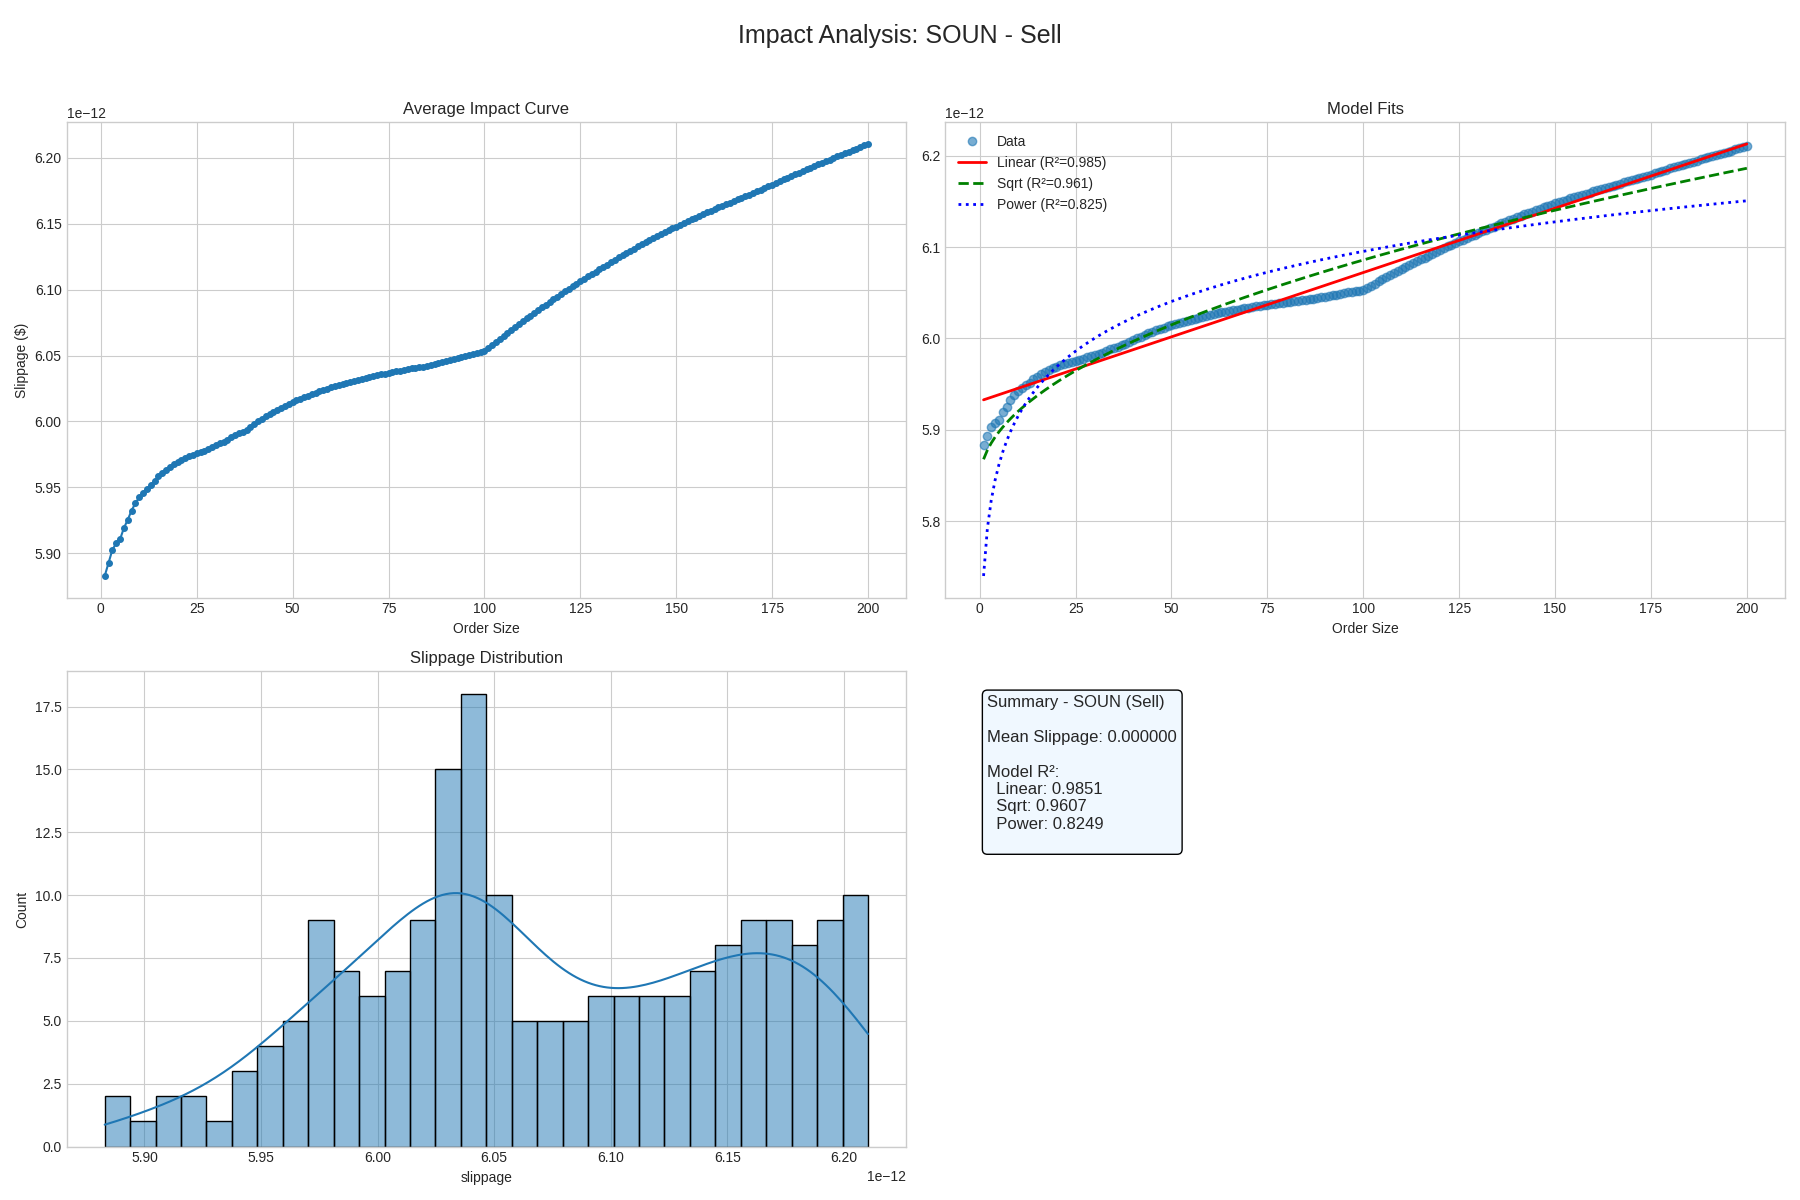 Impact Analysis: SOUN - Sell
Average Impact Curve
1e−12
6.20
6.15
6.10
6.05
6.00
5.95
5.90
Slippage ($)
0 25 50 75 100 125 150 175 200
Order Size
Model Fits
1e−12
Data
Linear (R²=0.985)
Sqrt (R²=0.961)
Power (R²=0.825)
6.2
6.1
6.0
5.9
5.8
0 25 50 75 100 125 150 175 200
Order Size
Slippage Distribution
17.5
15.0
12.5
10.0
7.5
5.0
2.5
0.0
Count
5.90 5.95 6.00 6.05 6.10 6.15 6.20
1e−12
slippage
Summary - SOUN (Sell)
Mean Slippage: 0.000000
Model R²:
Linear: 0.9851
Sqrt: 0.9607
Power: 0.8249